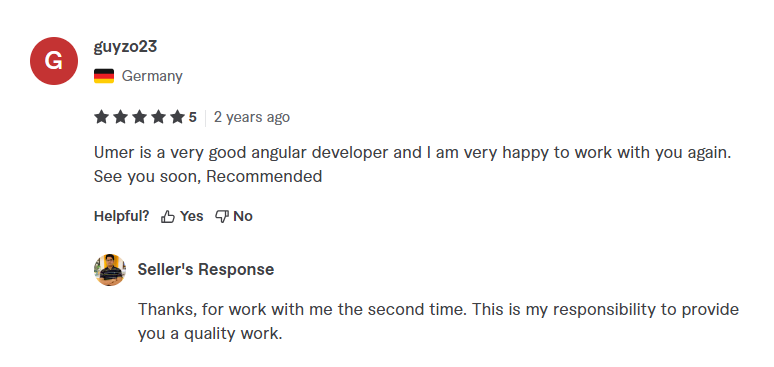 G
guyzo23
Germany
5
2 years ago
Umer is a very good angular developer and I am very happy to work with you again.
See you soon, Recommended
Helpful? Yes No
Seller's Response
Thanks, for work with me the second time. This is my responsibility to provide
you a quality work.